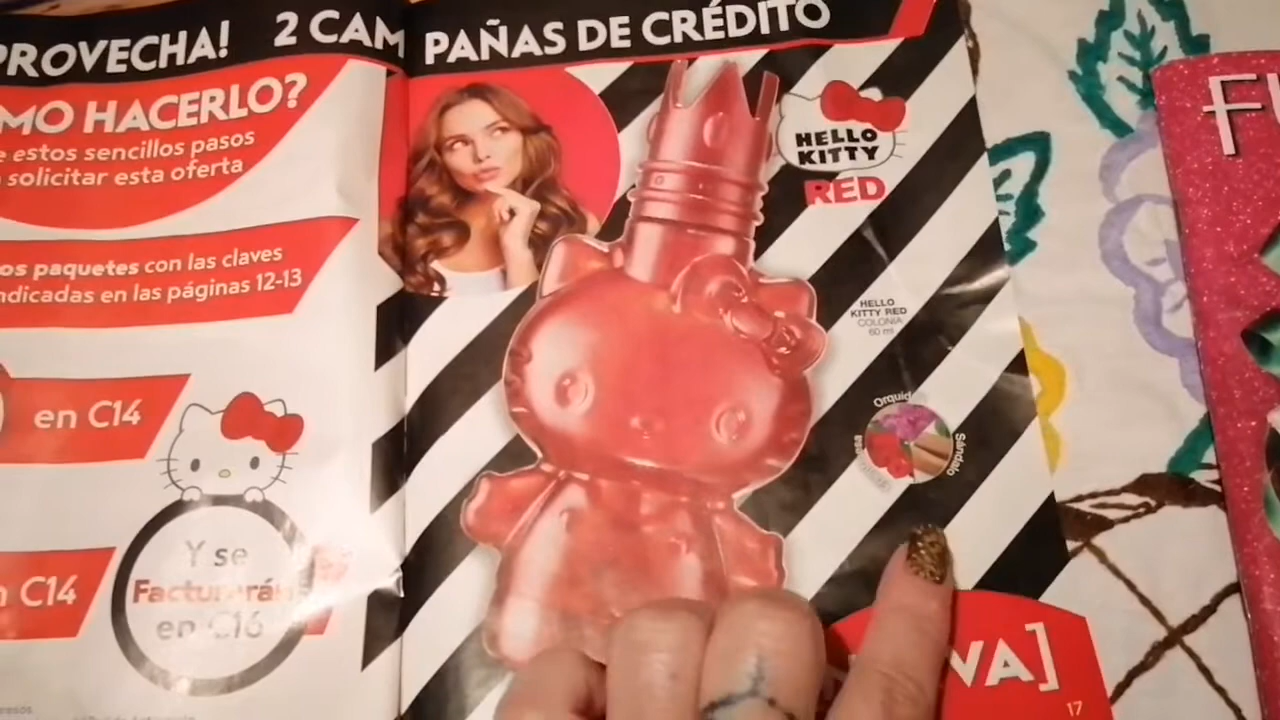 PROVECHA! 2 CAM
MO HACERLO?
e estos sencillos pasos
solicitar esta oferta
os paquetes con las claves
ndicadas en las páginas 12-13
en C14
Y se
Facturarán
en C16
n C14
PAÑAS DE CRÉDITO
HELLO
KITTY
RED
HELLO
KITTY RED
COLONIA
60 ml
Orquíd
Sándalo
VA]
17
FI